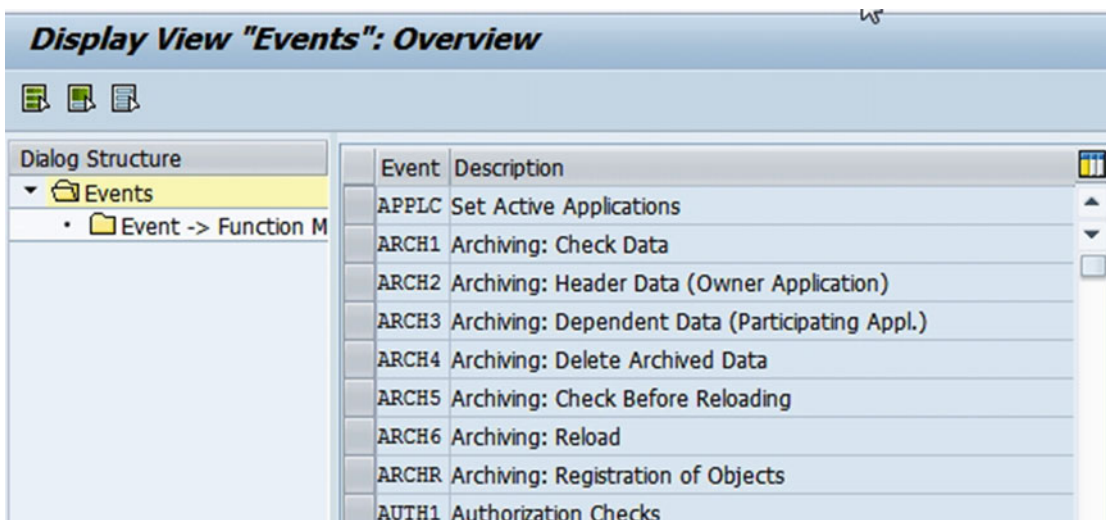 Display View "Events": Overview
Dialog Structure
Events
Event -> Function M
Event Description
APPLC Set Active Applications
ARCH1 Archiving: Check Data
ARCH2 Archiving: Header Data (Owner Application)
ARCH3 Archiving: Dependent Data (Participating Appl.)
ARCH4 Archiving: Delete Archived Data
ARCH5 Archiving: Check Before Reloading
ARCH6 Archiving: Reload
ARCHR Archiving: Registration of Objects
AUTH1 Authorization Checks